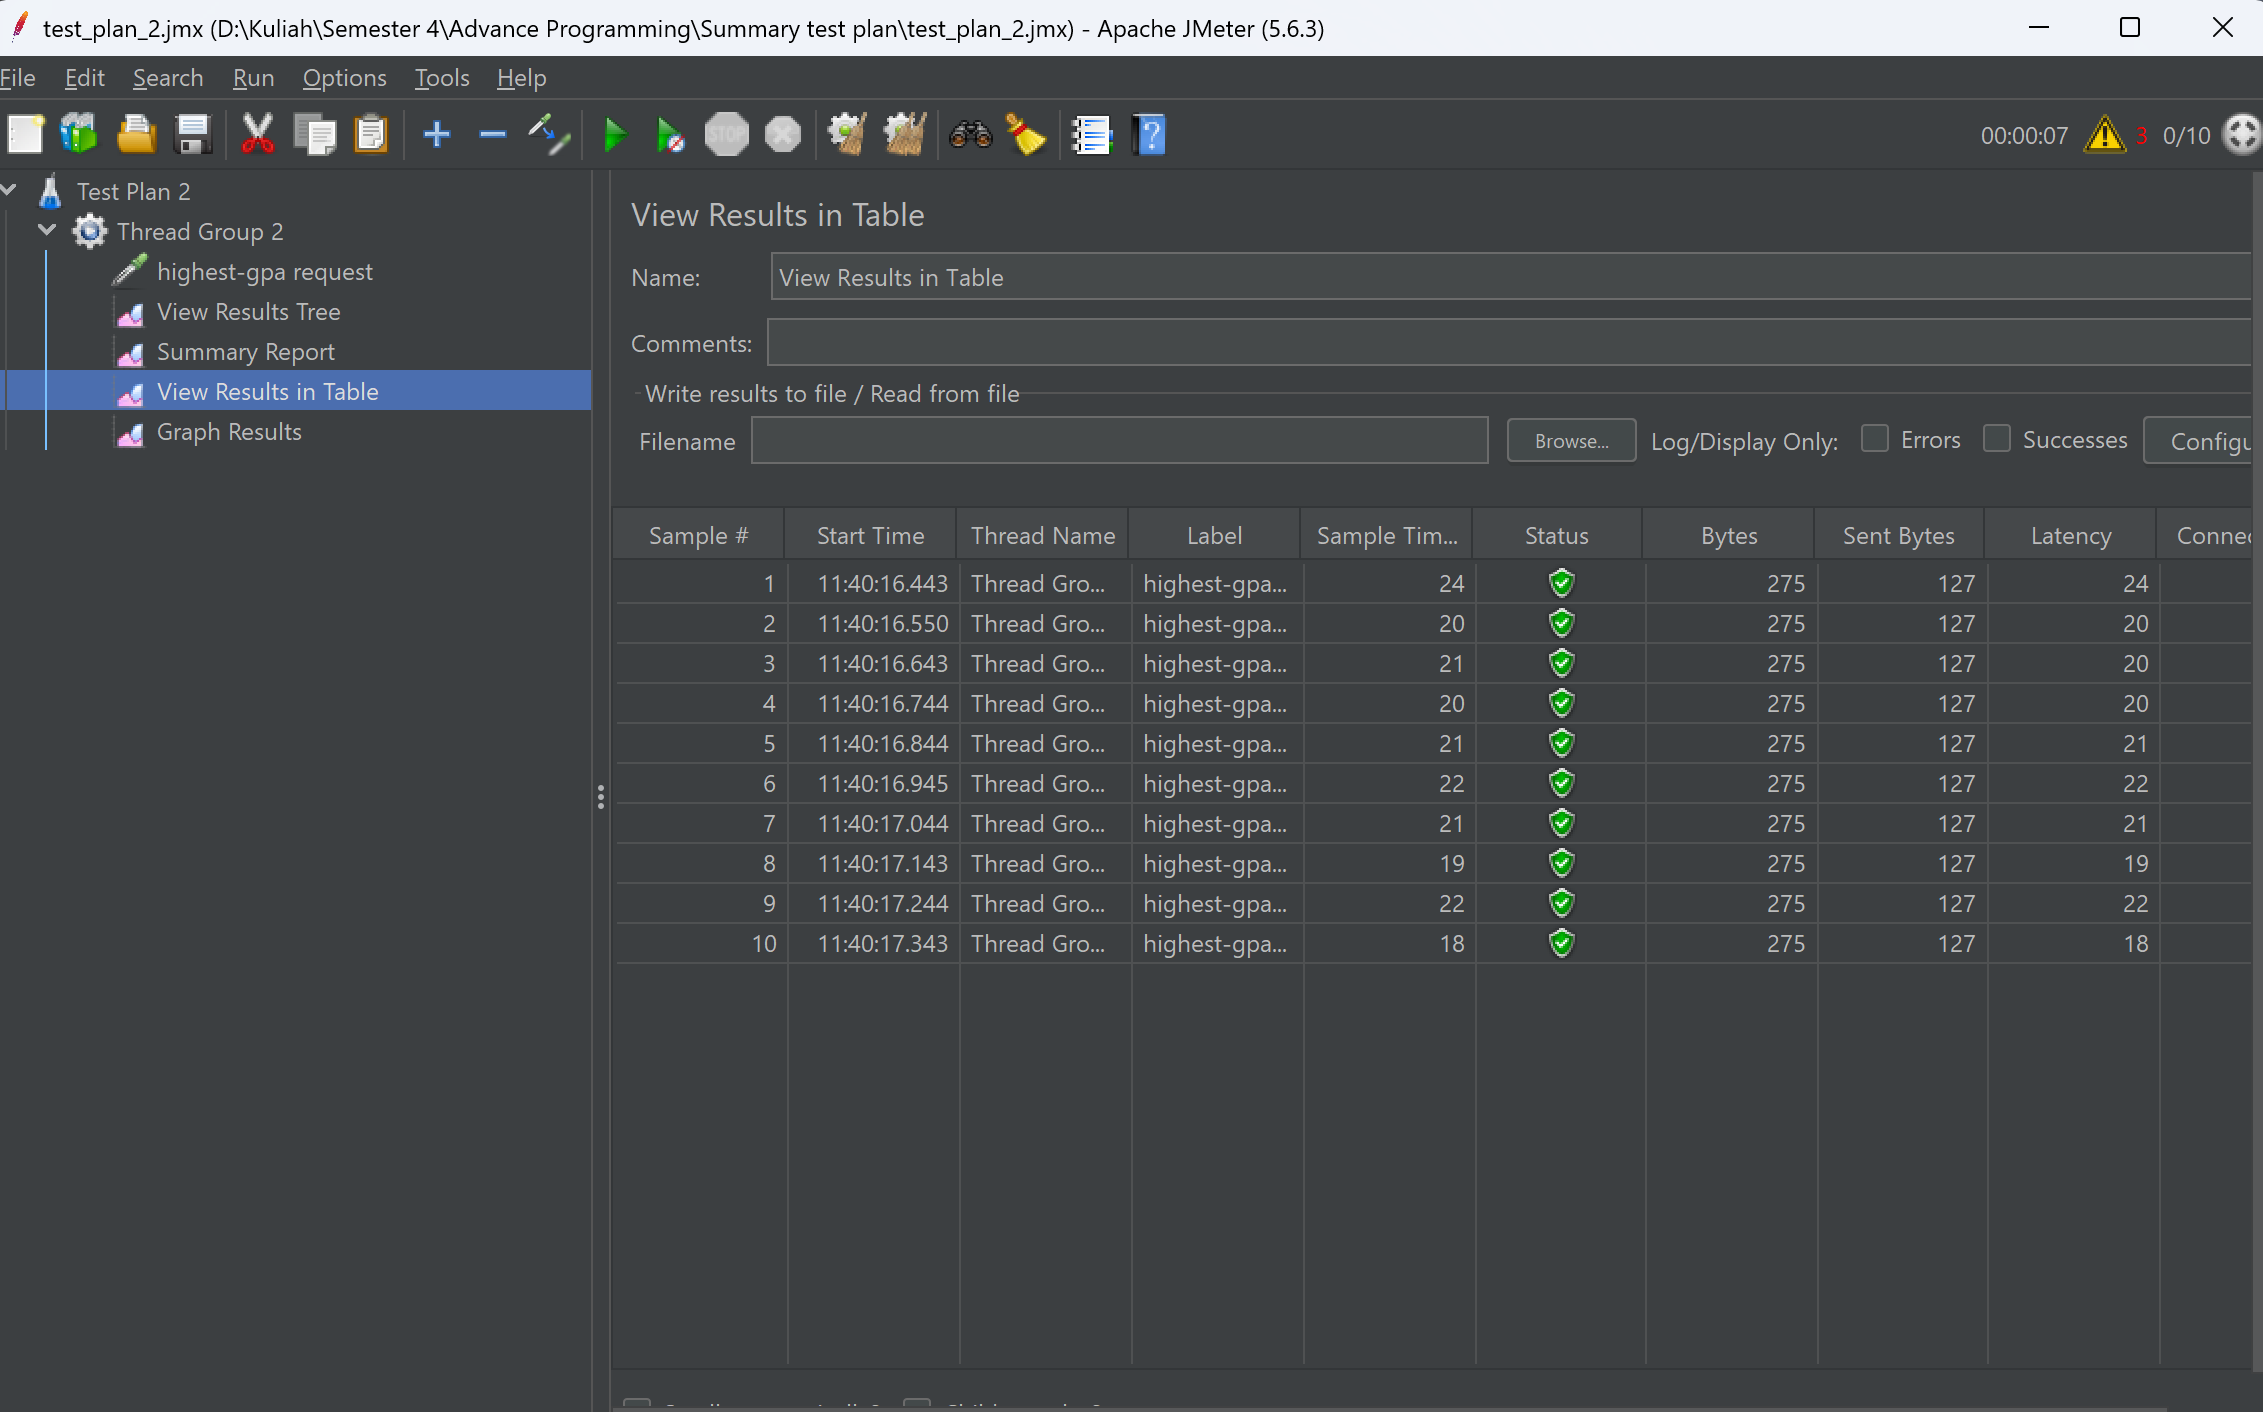 test_plan_2.jmx (D:\Kuliah\Semester 4\Advance Programming\Summary test plan\test_plan_2.jmx) - Apache JMeter (5.6.3)
File Edit Search Run Options Tools Help
STOP 00:00:07 3 0/10
Test Plan 2
Thread Group 2
highest-gpa request
View Results Tree
Summary Report
View Results in Table
Graph Results
View Results in Table
Name: View Results in Table
Comments:
Write results to file / Read from file
Filename Browse... Log/Display Only: Errors Successes Configu
Sample # Start Time Thread Name Label Sample Tim... Status Bytes Sent Bytes Latency Connec
1 11:40:16.443 Thread Gro... highest-gpa... 24 275 127 24
2 11:40:16.550 Thread Gro... highest-gpa... 20 275 127 20
3 11:40:16.643 Thread Gro... highest-gpa... 21 275 127 20
4 11:40:16.744 Thread Gro... highest-gpa... 20 275 127 20
5 11:40:16.844 Thread Gro... highest-gpa... 21 275 127 21
6 11:40:16.945 Thread Gro... highest-gpa... 22 275 127 22
7 11:40:17.044 Thread Gro... highest-gpa... 21 275 127 21
8 11:40:17.143 Thread Gro... highest-gpa... 19 275 127 19
9 11:40:17.244 Thread Gro... highest-gpa... 22 275 127 22
10 11:40:17.343 Thread Gro... highest-gpa... 18 275 127 18